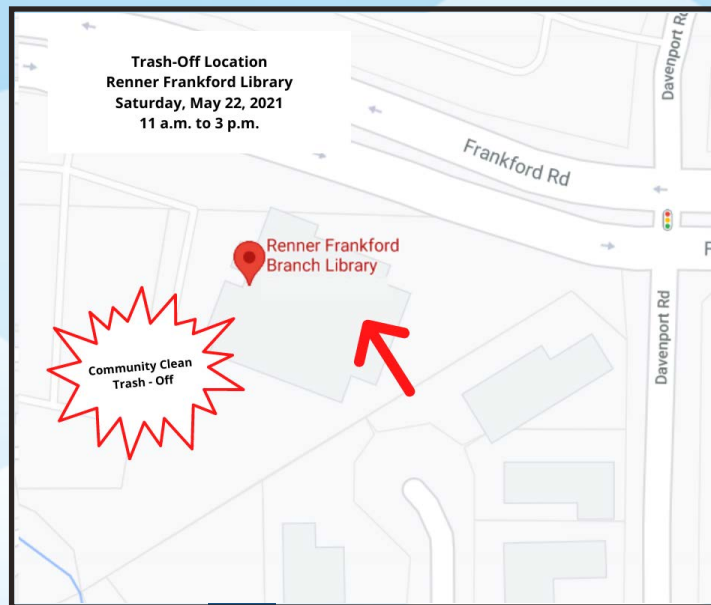 Trash-Off Location
Renner Frankford Library
Saturday, May 22, 2021
11 a.m. to 3 p.m.
Davenport Rd
Frankford Rd
Renner Frankford
Branch Library
Community Clean
Trash - Off
Davenport Rd